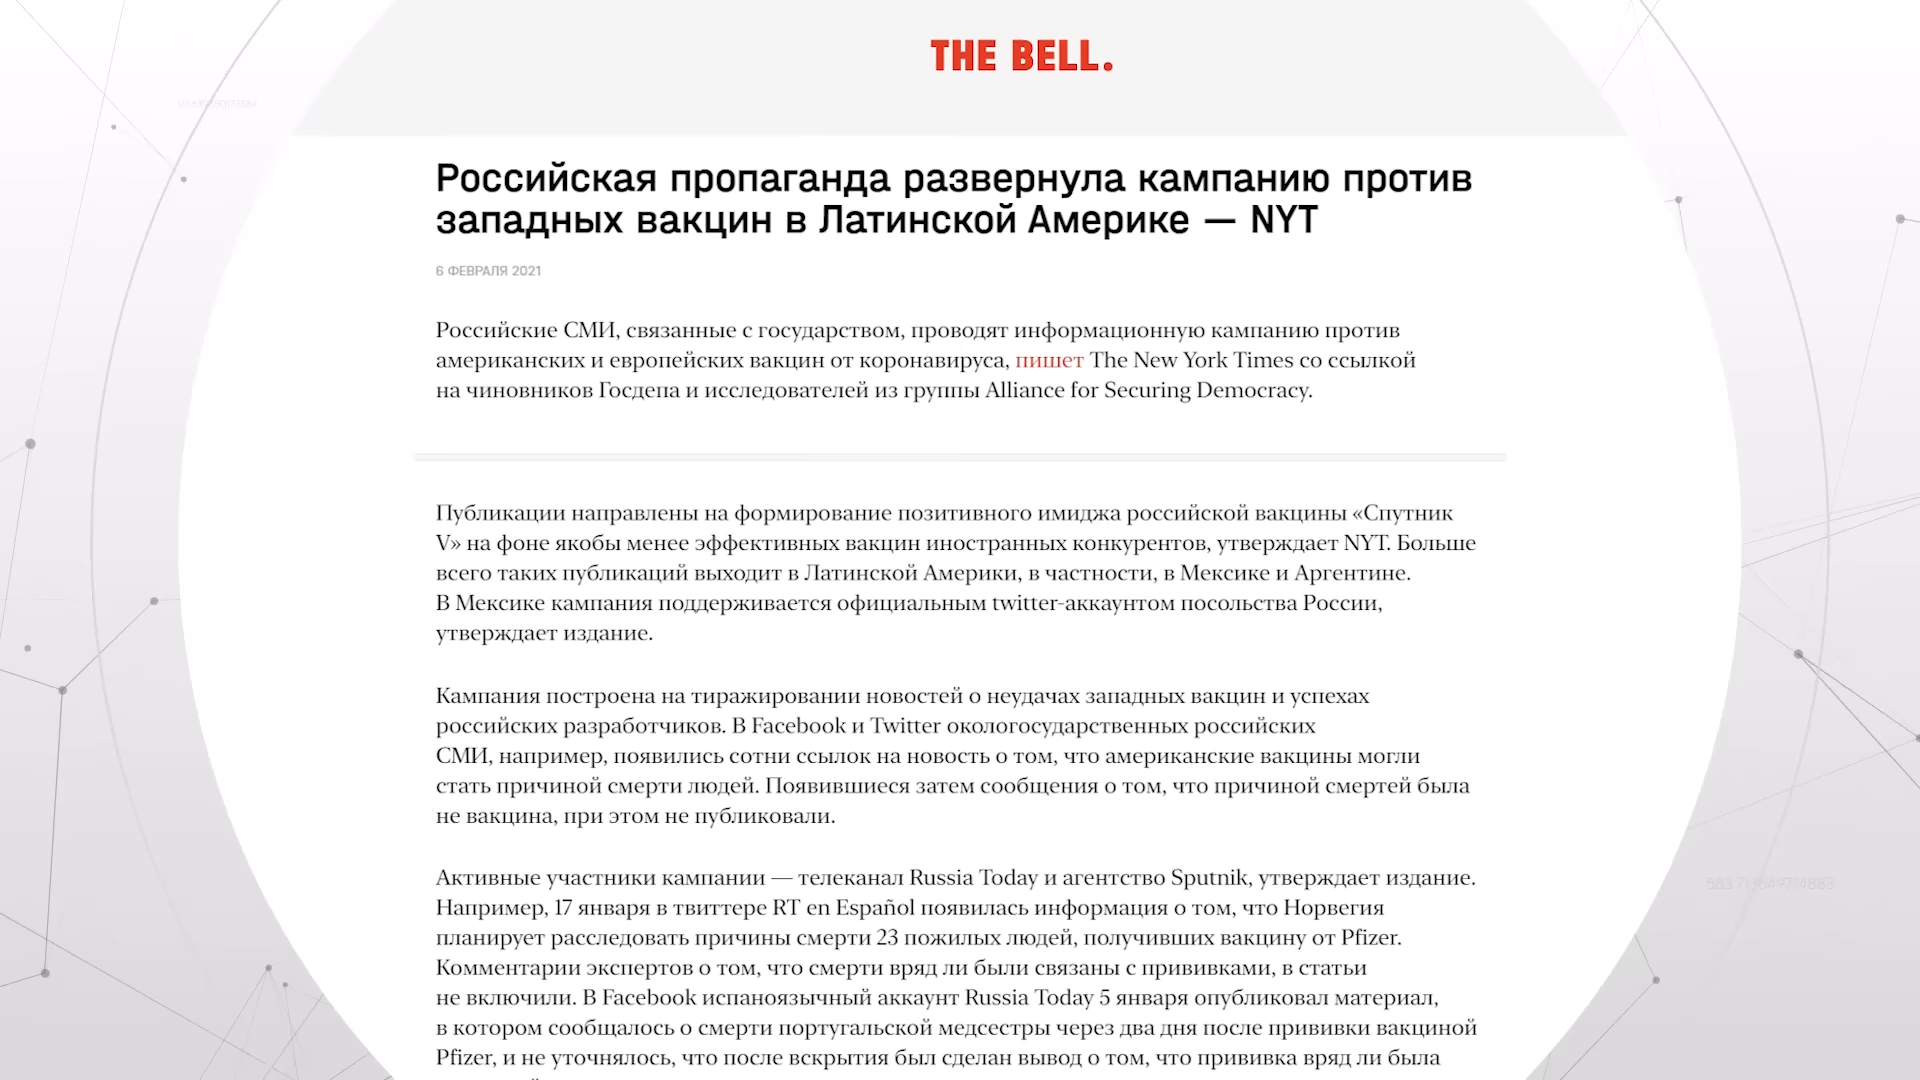 THE BELL.
Российская пропаганда развернула кампанию против
западных вакцин в Латинской Америке — NYT
6 ФЕВРАЛЯ 2021
Российские СМИ, связанные с государством, проводят информационную кампанию против
американских и европейских вакцин от коронавируса, пишет The New York Times со ссылкой
на чиновников Госдепа и исследователей из группы Alliance for Securing Democracy.
Публикации направлены на формирование позитивного имиджа российской вакцины «Спутник
V» на фоне якобы менее эффективных вакцин иностранных конкурентов, утверждает NYT. Больше
всего таких публикаций выходит в Латинской Америки, в частности, в Мексике и Аргентине.
В Мексике кампания поддерживается официальным twitter-аккаунтом посольства России,
утверждает издание.
Кампания построена на тиражировании новостей о неудачах западных вакцин и успехах
российских разработчиков. В Facebook и Twitter окологосударственных российских
СМИ, например, появились сотни ссылок на новость о том, что американские вакцины могли
стать причиной смерти людей. Появившиеся затем сообщения о том, что причиной смертей была
не вакцина, при этом не публиковали.
Активные участники кампании — телеканал Russia Today и агентство Sputnik, утверждает издание.
Например, 17 января в твиттере RT en Español появилась информация о том, что Норвегия
планирует расследовать причины смерти 23 пожилых людей, получивших вакцину от Pfizer.
Комментарии экспертов о том, что смерти вряд ли были связаны с прививками, в статьи
не включили. В Facebook испаноязычный аккаунт Russia Today 5 января опубликовал материал,
в котором сообщалось о смерти португальской медсестры через два дня после прививки вакциной
Pfizer, и не уточнялось, что после вскрытия был сделан вывод о том, что прививка вряд ли была